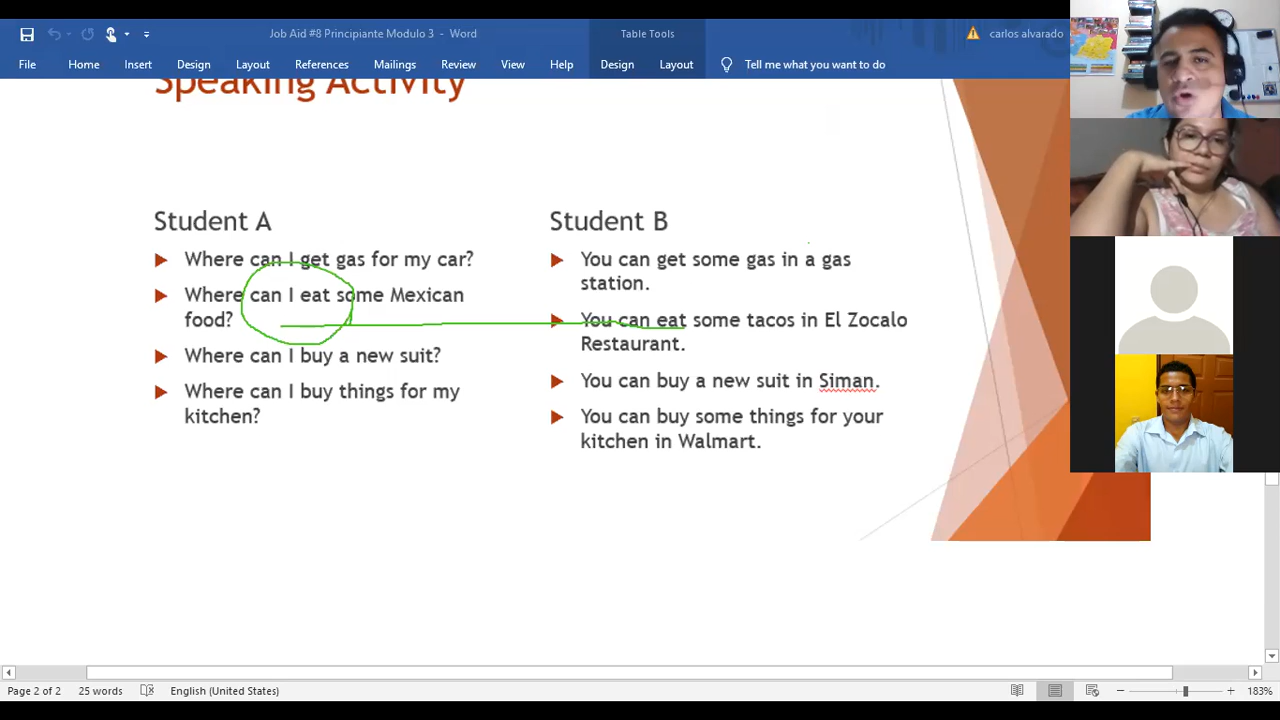 Job Aid #8 Principiante Modulo 3 - Word
Table Tools
carlos alvarado
File Home Insert Design Layout References Mailings Review View Help Design Layout Tell me what you want to do
Speaking Activity
Student A
Where can I get gas for my car?
Where can I eat some Mexican
food?
Where can I buy a new suit?
Where can I buy things for my
kitchen?
Student B
You can get some gas in a gas
station.
You can eat some tacos in El Zocalo
Restaurant.
You can buy a new suit in Siman.
You can buy some things for your
kitchen in Walmart.
Page 2 of 2 25 words English (United States) 183%